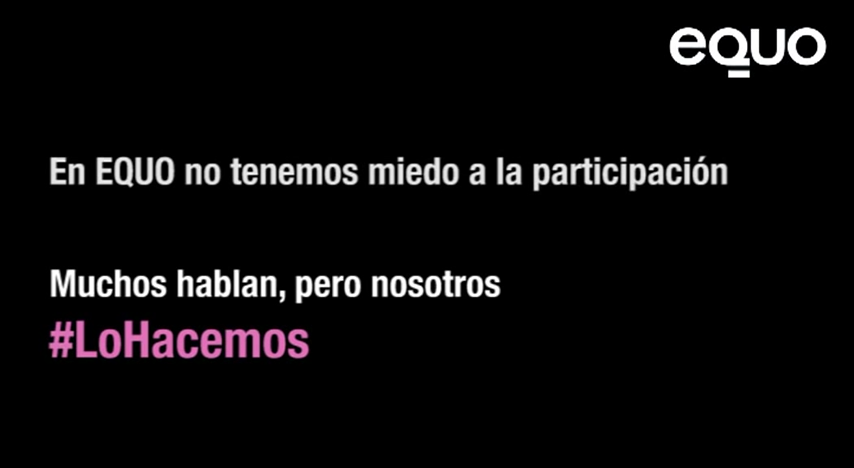 equo
En EQUO no tenemos miedo a la participación
Muchos hablan, pero nosotros
#LoHacemos